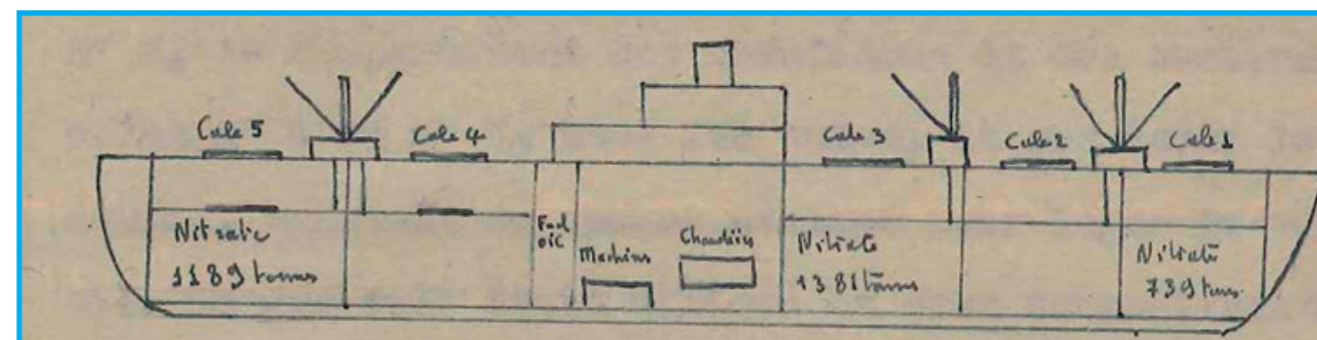 Cale 5
Cale 4
Cale 3
Cale 2
Cale 1
Nitrate
1189 tonnes
Fuel
oil
Machines
Chaudières
Nitrate
1381 tonnes
Nitrate
739 tonnes